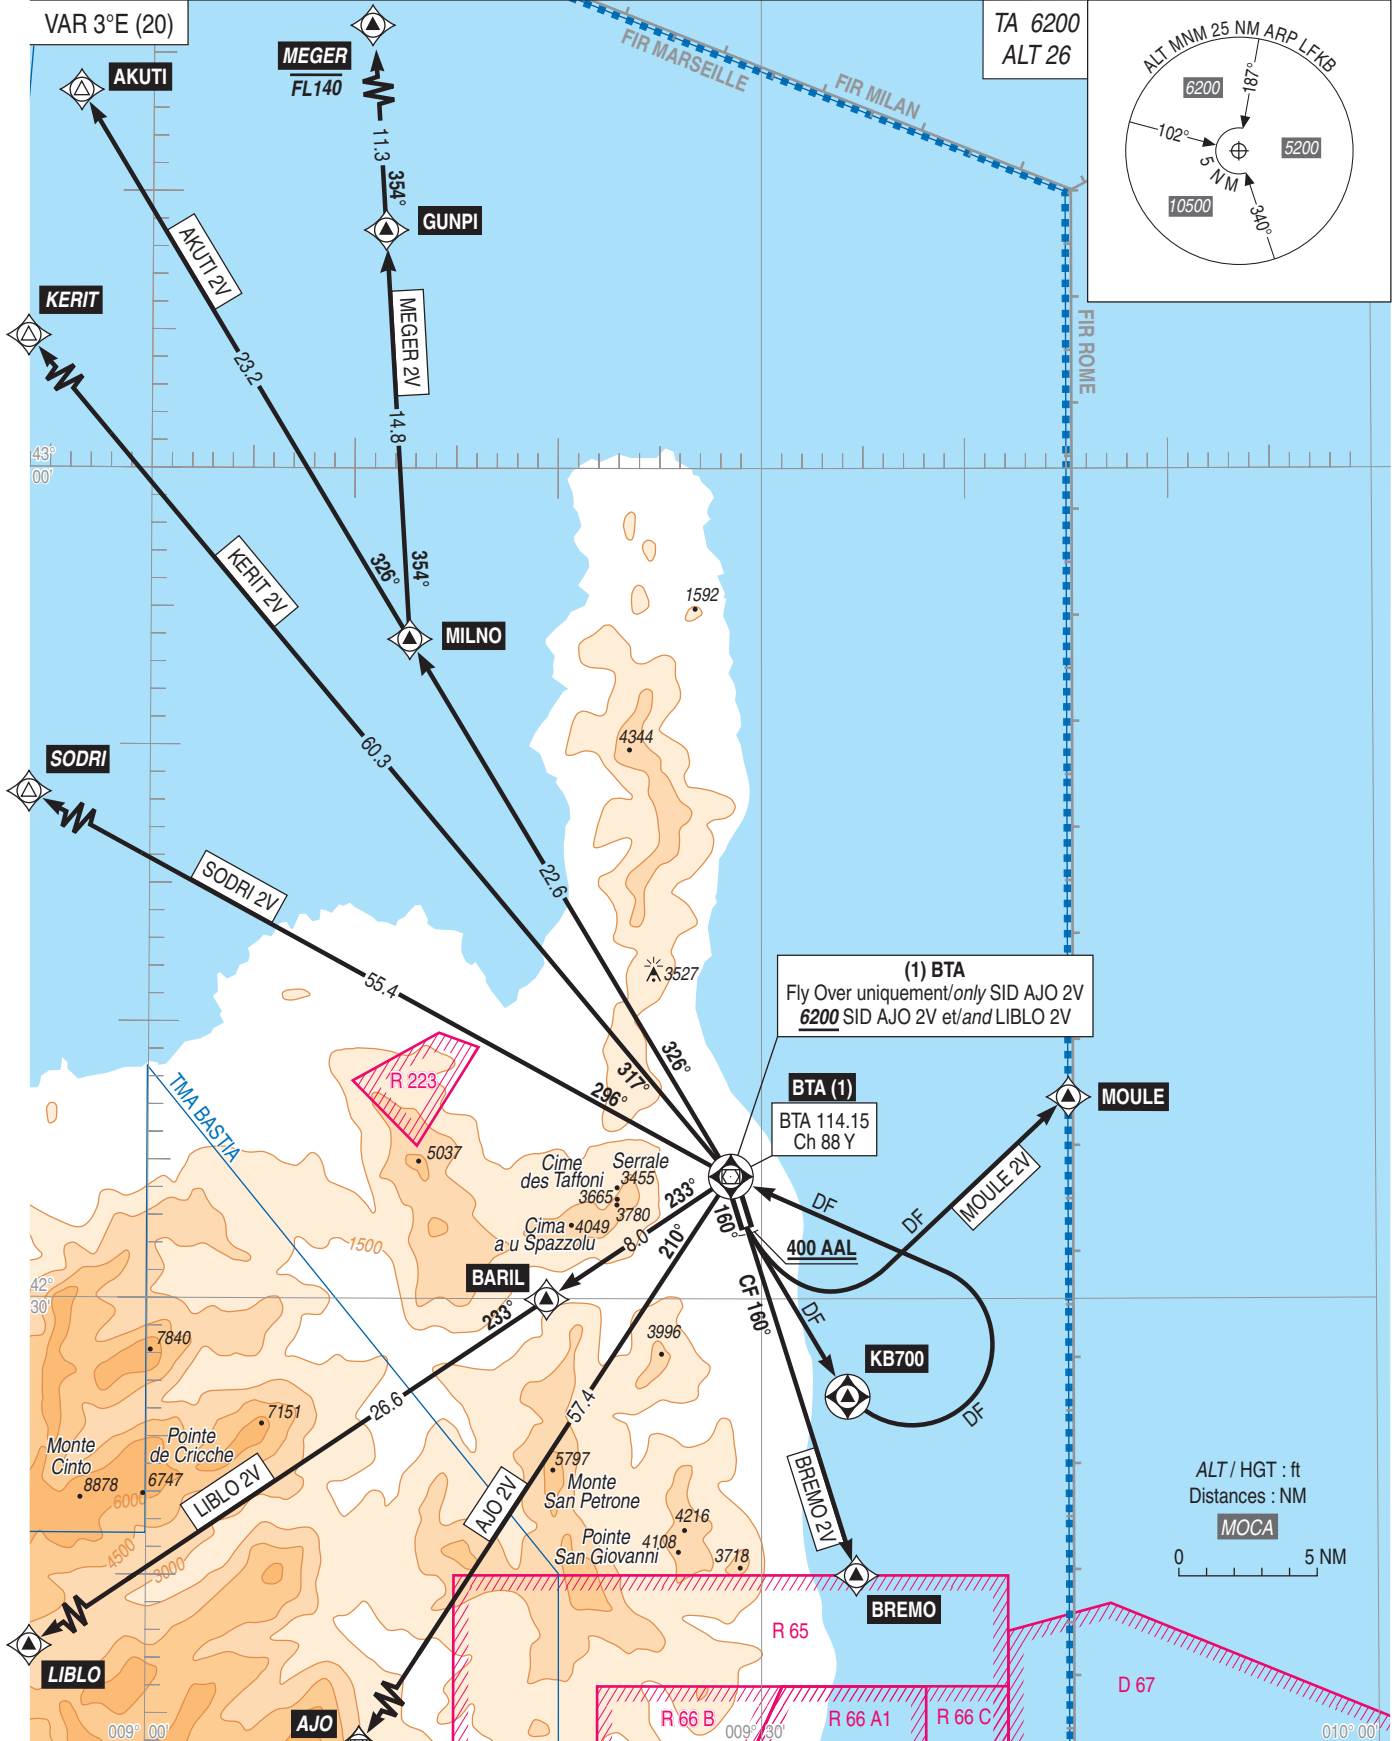 VAR 3°E (20)
MEGER
FL140
AKUTI
11.3
354°
GUNPI
FIR MARSEILLE
FIR MILAN
TA 6200
ALT 26
ALT MNM 25 NM ARP LFKB
6200
187°
102°
5200
5 NM
10500
340°
AKUTI 2V
KERIT
MEGER 2V
FIR ROME
23.2
14.8
43°
00'
KERIT 2V
326°
354°
1592
MILNO
4344
60.3
SODRI
SODRI 2V
22.6
55.4
3527
(1) BTA
Fly Over uniquement/only SID AJO 2V
6200 SID AJO 2V et/and LIBLO 2V
326°
317°
296°
R 223
TMA BASTIA
BTA (1)
BTA 114.15
Ch 88 Y
MOULE
5037
Cime
des Taffoni
Serrale
3455
3665
3780
Cima
a u Spazzolu
4049
233°
8.0
210°
160°
DF
DF
MOULE 2V
400 AAL
1500
BARIL
233°
42°
30'
CF 160°
DF
7840
3996
KB700
DF
26.6
57.4
7151
Pointe
de Cricche
Monte
Cinto
8878
6747
6000
LIBLO 2V
AJO 2V
5797
Monte
San Petrone
BREMO 2V
4216
Pointe
San Giovanni
4108
3718
ALT / HGT : ft
Distances : NM
MOCA
0
5 NM
4500
3000
BREMO
R 65
LIBLO
D 67
AJO
R 66 B
R 66 A1
R 66 C
009° 00'
009° 30'
010° 00'